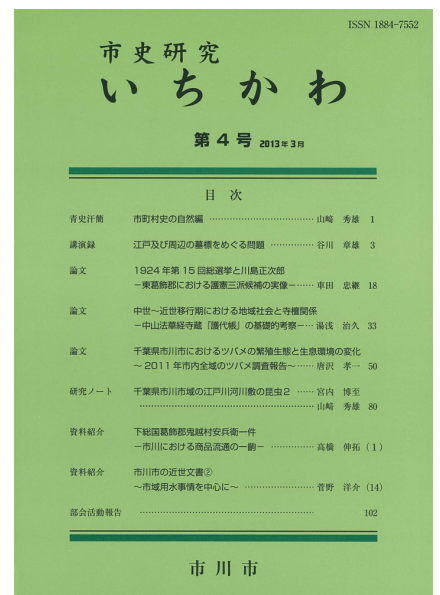 ISSN 1884-7552
市史研究
いちかわ
第4号 2013年3月
目 次
青史汗簡 市町村史の自然編 …………………………………… 山﨑 秀雄 1
講演録 江戸及び周辺の墓標をめぐる問題 …………… 谷川 章雄 3
論文 1924年第15回総選挙と川島正次郎
－東葛飾郡における護憲三派候補の実像－…… 車田 忠継 18
論文 中世～近世移行期における地域社会と寺檀関係
－中山法華経寺蔵『護代帳』の基礎的考察－… 湯浅 治久 33
論文 千葉県市川市におけるツバメの繁殖生態と生息環境の変化
～2011年市内全域のツバメ調査報告～…… 唐沢 孝一 50
研究ノート 千葉県市川市域の江戸川河川敷の昆虫2 …… 宮内 博至
…………………………………………………………… 山﨑 秀雄 80
資料紹介 下総国葛飾郡鬼越村安兵衛一件
－市川における商品流通の一齣－ …………… 高橋 伸拓 (1)
資料紹介 市川市の近世文書②
～市域用水事情を中心に～ …………………… 菅野 洋介 (14)
部会活動報告 …………………………………………………………… 102
市川市